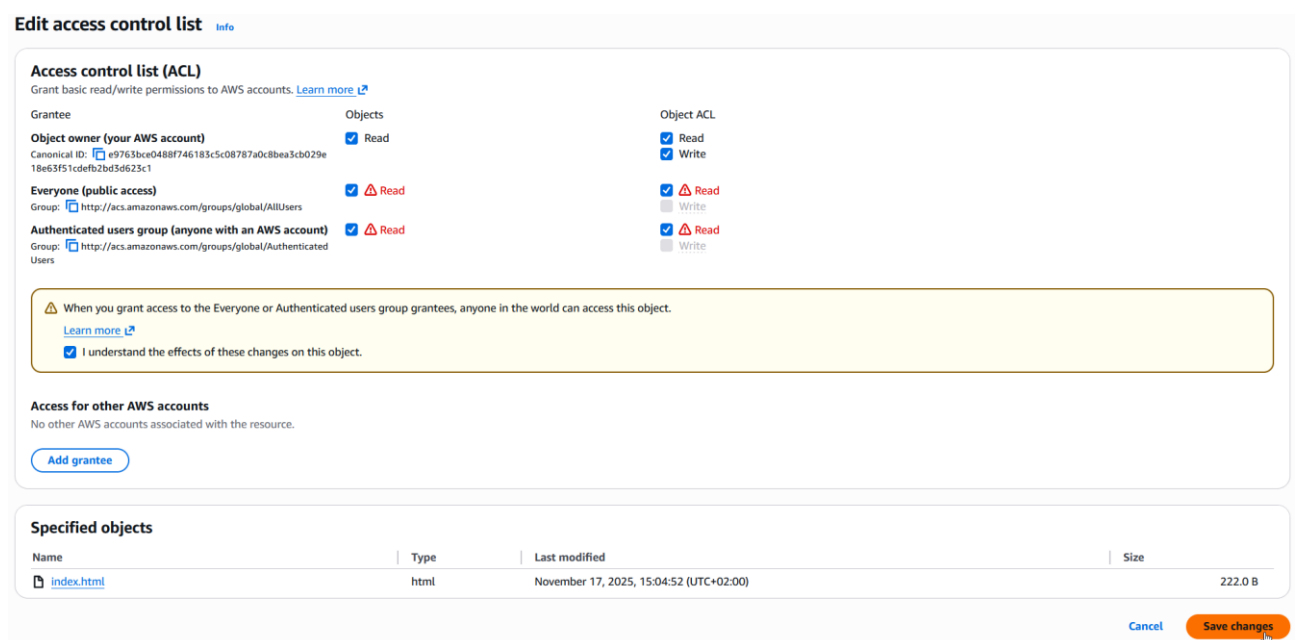 Edit access control list Info
Access control list (ACL)
Grant basic read/write permissions to AWS accounts. Learn more
Grantee Objects Object ACL
Object owner (your AWS account) Read Read
Canonical ID: e9763bce0488f746183c5c08787a0c8bea3cb029e Write
18e63f51cdefb2bd3d623c1
Everyone (public access) Read Read
Group: http://acs.amazonaws.com/groups/global/AllUsers Write
Authenticated users group (anyone with an AWS account) Read Read
Group: http://acs.amazonaws.com/groups/global/Authenticated Write
Users
When you grant access to the Everyone or Authenticated users group grantees, anyone in the world can access this object.
Learn more
I understand the effects of these changes on this object.
Access for other AWS accounts
No other AWS accounts associated with the resource.
Add grantee
Specified objects
Name Type Last modified Size
index.html html November 17, 2025, 15:04:52 (UTC+02:00) 222.0 B
Cancel Save changes